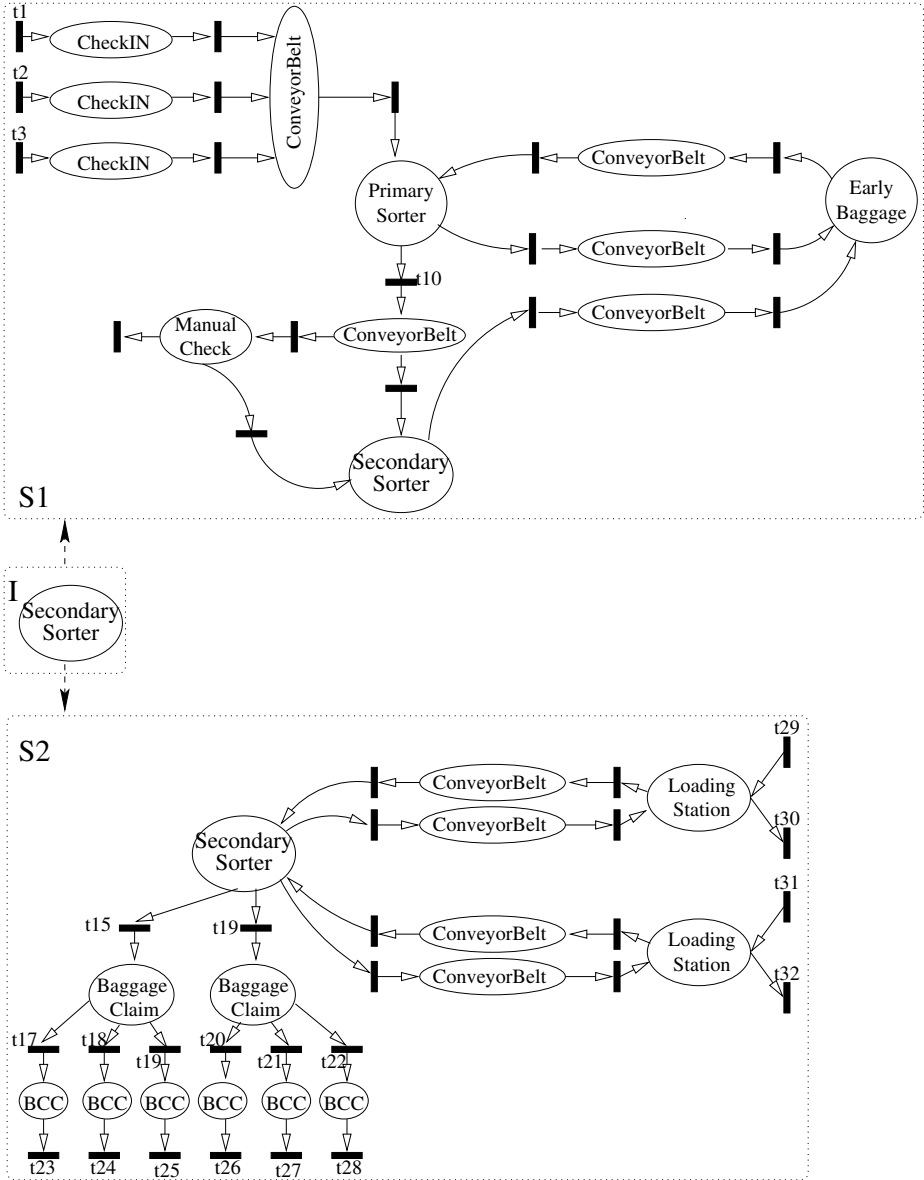 t1
CheckIN
t2
CheckIN
t3
CheckIN
ConveyorBelt
Primary
Sorter
ConveyorBelt
ConveyorBelt
ConveyorBelt
Early
Baggage
t10
Manual
Check
ConveyorBelt
Secondary
Sorter
S1
I
Secondary
Sorter
S2
ConveyorBelt
ConveyorBelt
Loading
Station
t29
t30
Secondary
Sorter
ConveyorBelt
ConveyorBelt
Loading
Station
t31
t32
t15
t19
Baggage
Claim
Baggage
Claim
t17
t18
t19
t20
t21
t22
BCC
BCC
BCC
BCC
BCC
BCC
t23
t24
t25
t26
t27
t28